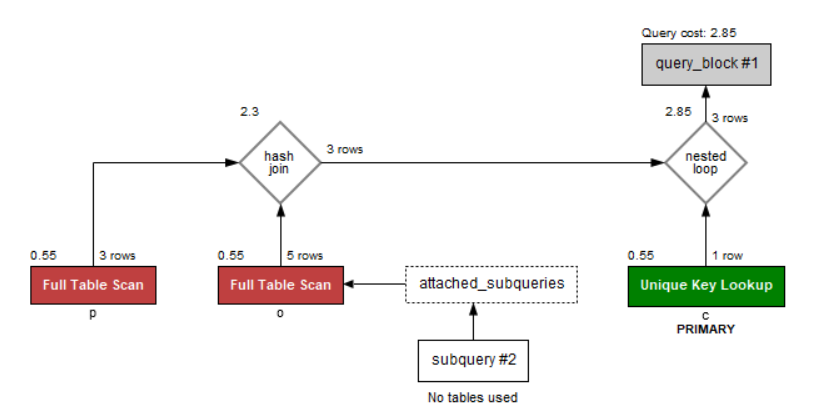 Query cost: 2.85
query_block #1
2.3
2.85
3 rows
hash
join
3 rows
nested
loop
0.55
3 rows
0.55
5 rows
0.55
1 row
Full Table Scan
Full Table Scan
attached_subqueries
Unique Key Lookup
p
o
c
PRIMARY
subquery #2
No tables used